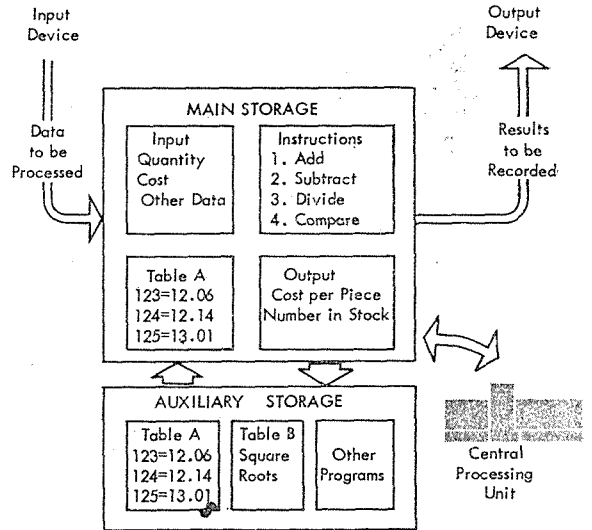 Input
Device
Output
Device
Data
to be
Processed
MAIN STORAGE
Input
Quantity
Cost
Other Data
Instructions
1. Add
2. Subtract
3. Divide
4. Compare
Results
to be
Recorded
Table A
123=12.06
124=12.14
125=13.01
Output
Cost per Piece
Number in Stock
AUXILIARY STORAGE
Table A
123=12.06
124=12.14
125=13.01
Table B
Square
Roots
Other
Programs
Central
Processing
Unit